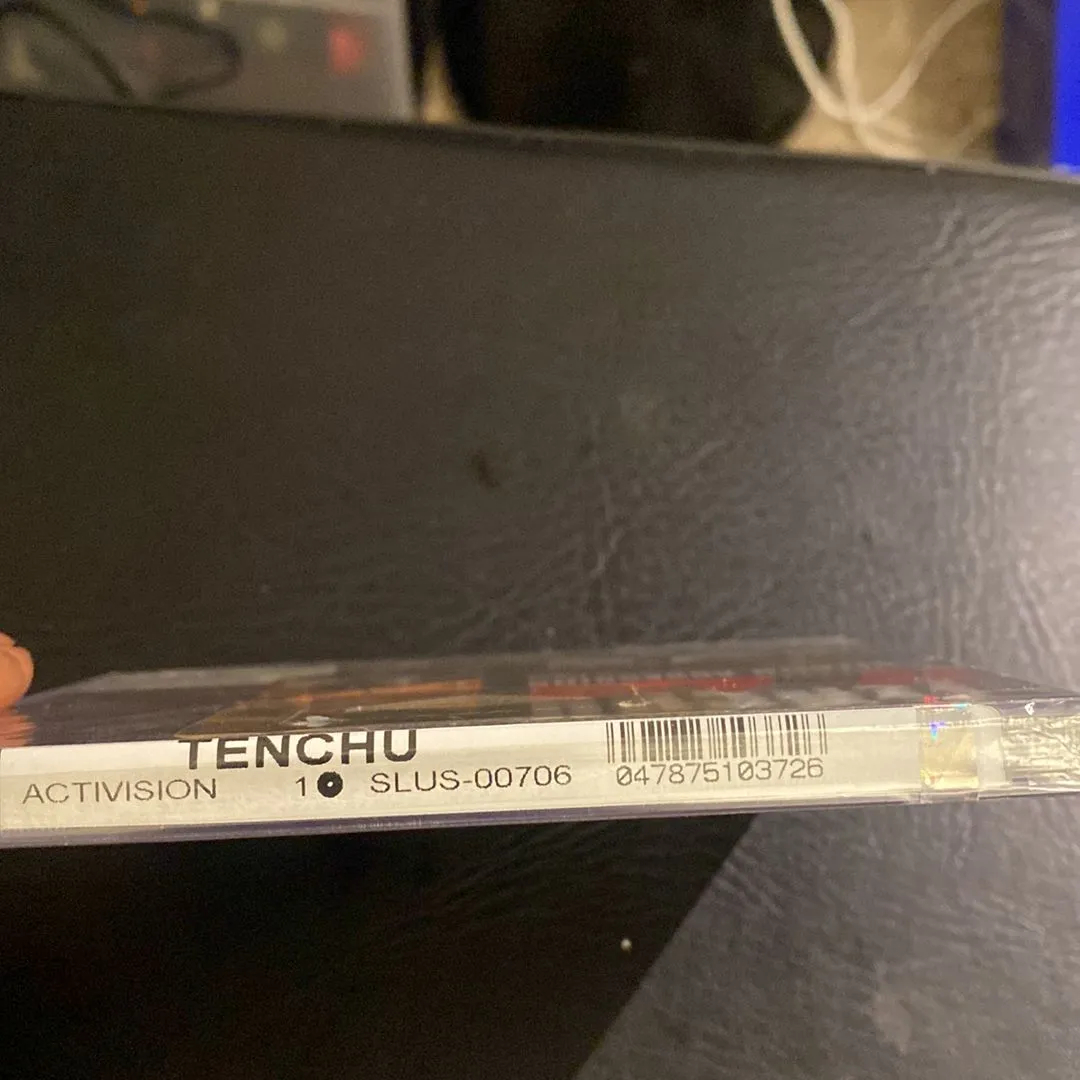 TENCHU
ACTIVISION 1 SLUS-00706
047875103726